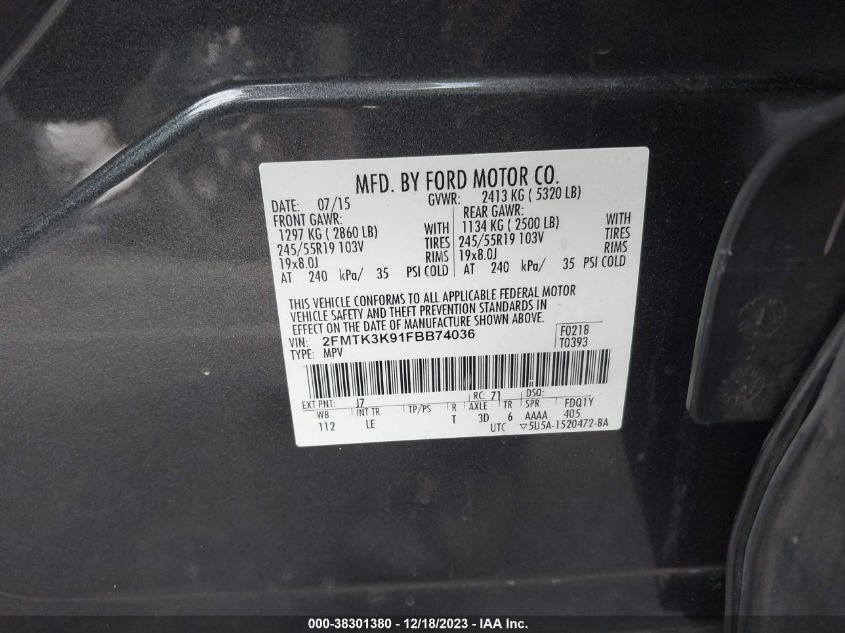 MFD. BY FORD MOTOR CO.
DATE: 07/15 GVWR: 2413 KG ( 5320 LB)
FRONT GAWR: REAR GAWR:
1297 KG ( 2860 LB) WITH 1134 KG ( 2500 LB) WITH
245/55R19 103V TIRES 245/55R19 103V TIRES
19x8.0J RIMS 19x8.0J RIMS
AT 240 kPa/ 35 PSI COLD AT 240 kPa/ 35 PSI COLD
THIS VEHICLE CONFORMS TO ALL APPLICABLE FEDERAL MOTOR
VEHICLE SAFETY AND THEFT PREVENTION STANDARDS IN
EFFECT ON THE DATE OF MANUFACTURE SHOWN ABOVE.
VIN: 2FMTK3K91FBB74036 F0218
TYPE: MPV T0393
EXT PNT: J7 RC: 71 DSO:
WB INT TR TP/PS R AXLE TR SPR FDQ1Y
112 LE T 3D 6 AAAA 405
UTC ▽5U5A-1520472-BA
000-38301380 - 12/18/2023 - IAA Inc.